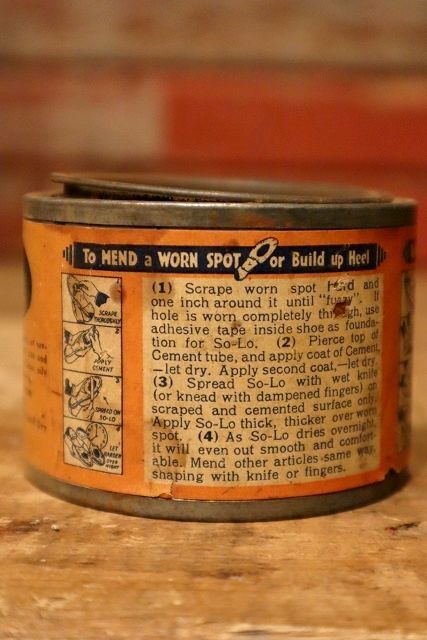 To MEND a WORN SPOT or Build up Heel
(1) Scrape worn spot hard and
one inch around it until "fuzzy". If
hole is worn completely through, use
adhesive tape inside shoe as founda-
tion for So-Lo. (2) Pierce top of
Cement tube, and apply coat of Cement,
—let dry. Apply second coat,—let dry.
(3) Spread So-Lo with wet knife
(or knead with dampened fingers) on
scraped and cemented surface only.
Apply So-Lo thick, thicker over worn
spot. (4) As So-Lo dries overnight,
it will even out smooth and comfort-
able. Mend other articles same way,
shaping with knife or fingers.
SCRAPE
THOROUGHLY
2
APPLY
CEMENT
3
SPREAD ON
SO-LO
4
LET
HARDEN
OVER
NIGHT